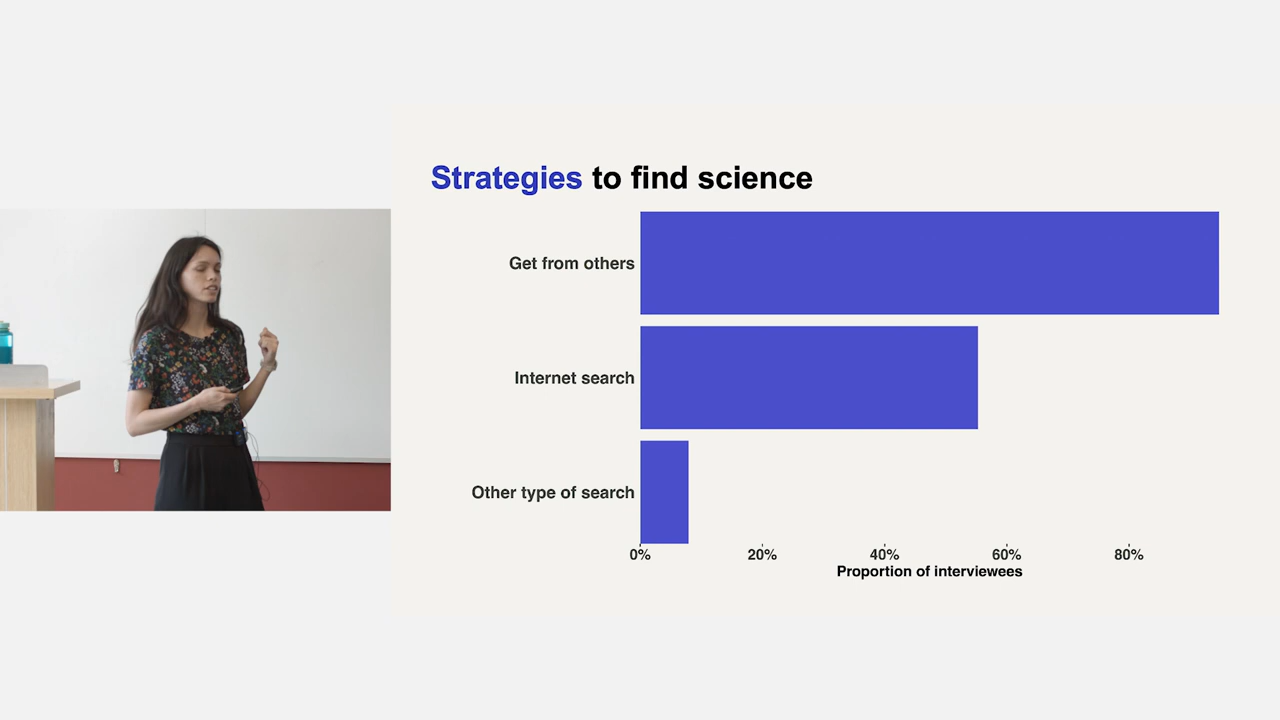 Strategies to find science
Get from others
Internet search
Other type of search
0% 20% 40% 60% 80%
Proportion of interviewees